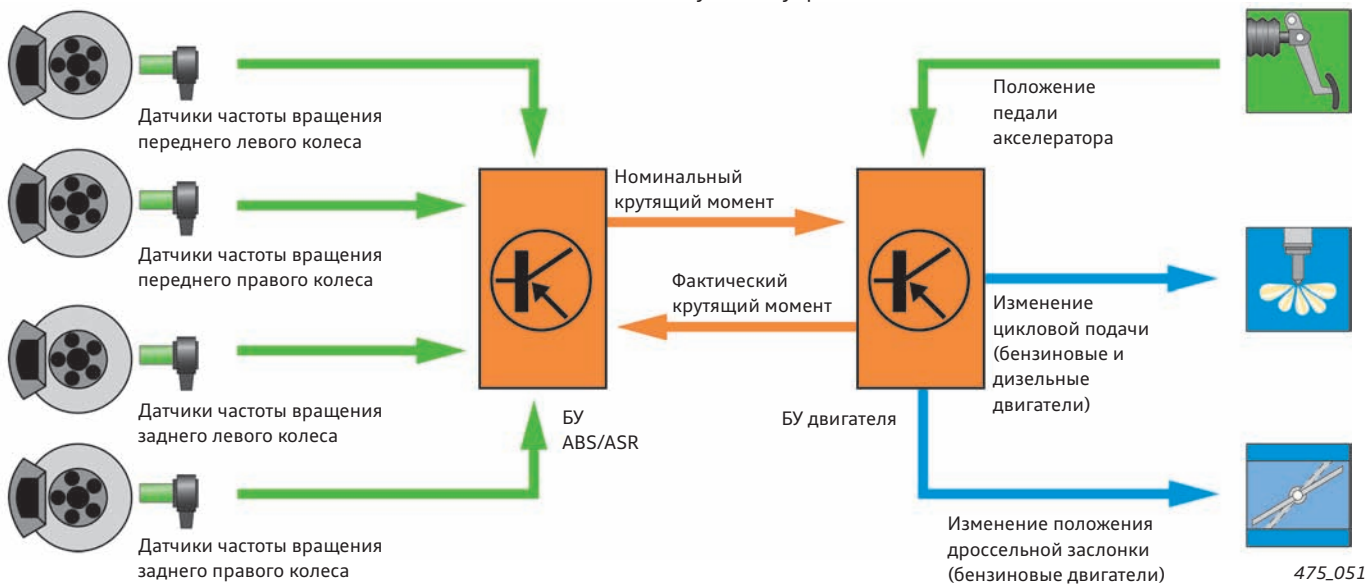 Датчики частоты вращения
переднего левого колеса
Датчики частоты вращения
переднего правого колеса
Датчики частоты вращения
заднего левого колеса
Датчики частоты вращения
заднего правого колеса
Номинальный
крутящий момент
Фактический
крутящий момент
БУ
ABS/ASR
БУ двигателя
Положение
педали
акселератора
Изменение
цикловой подачи
(бензиновые и
дизельные
двигатели)
Изменение положения
дроссельной заслонки
(бензиновые двигатели)
475_051